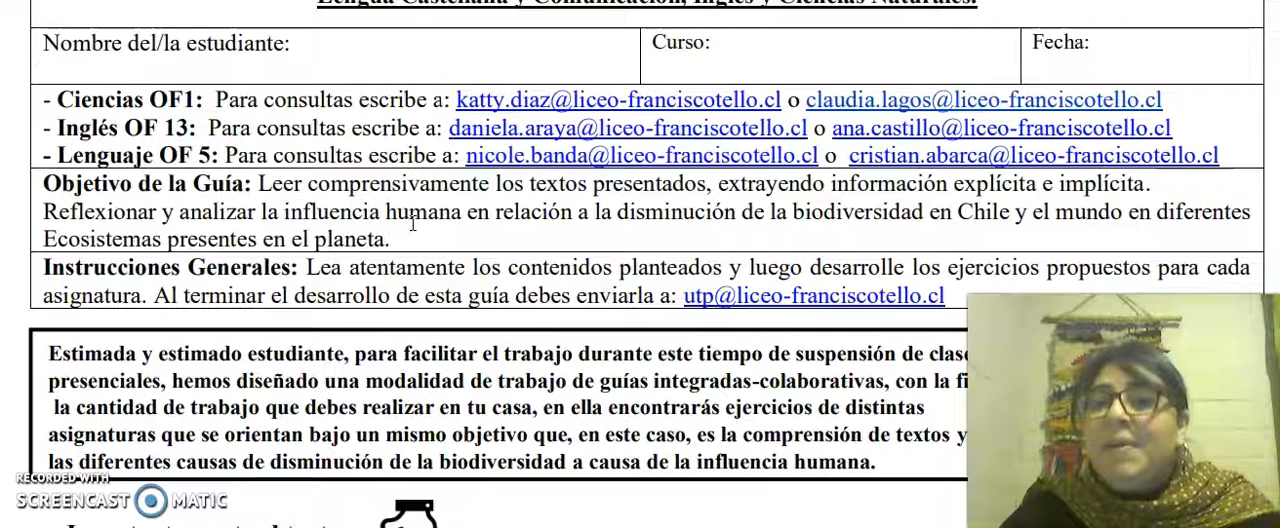 Lengua Castellana y Comunicación, Inglés y Ciencias Naturales.
Nombre del/la estudiante: Curso: Fecha:
- Ciencias OF1: Para consultas escribe a: katty.diaz@liceo-franciscotello.cl o claudia.lagos@liceo-franciscotello.cl
- Inglés OF 13: Para consultas escribe a: daniela.araya@liceo-franciscotello.cl o ana.castillo@liceo-franciscotello.cl
- Lenguaje OF 5: Para consultas escribe a: nicole.banda@liceo-franciscotello.cl o cristian.abarca@liceo-franciscotello.cl
Objetivo de la Guía: Leer comprensivamente los textos presentados, extrayendo información explícita e implícita.
Reflexionar y analizar la influencia humana en relación a la disminución de la biodiversidad en Chile y el mundo en diferentes
Ecosistemas presentes en el planeta.
Instrucciones Generales: Lea atentamente los contenidos planteados y luego desarrolle los ejercicios propuestos para cada
asignatura. Al terminar el desarrollo de esta guía debes enviarla a: utp@liceo-franciscotello.cl
Estimada y estimado estudiante, para facilitar el trabajo durante este tiempo de suspensión de
presenciales, hemos diseñado una modalidad de trabajo de guías integradas-colaborativas, con la
la cantidad de trabajo que debes realizar en tu casa, en ella encontrarás ejercicios de distintas
asignaturas que se orientan bajo un mismo objetivo que, en este caso, es la comprensión de textos y
las diferentes causas de disminución de la biodiversidad a causa de la influencia humana.
RECORDED WITH
SCREENCAST MATIC